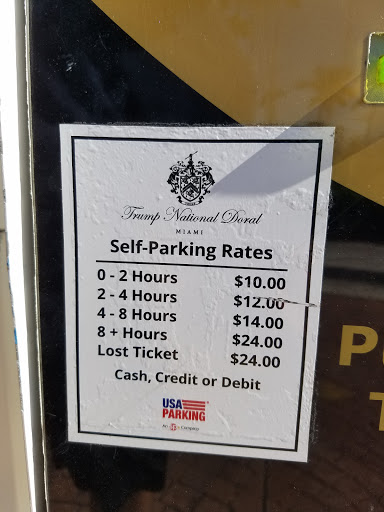 Trump National Doral
MIAMI
Self-Parking Rates
0 - 2 Hours $10.00
2 - 4 Hours $12.00
4 - 8 Hours $14.00
8 + Hours $24.00
Lost Ticket $24.00
Cash, Credit or Debit
USA
PARKING
Company